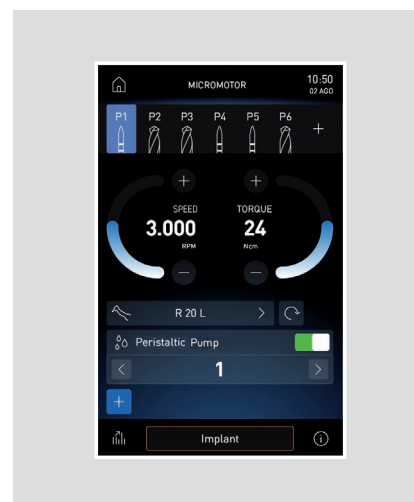 MICROMOTOR
10:50
02 AGO
P1 P2 P3 P4 P5 P6 +
SPEED TORQUE
3.000 24
RPM Ncm
R 20 L
Peristaltic Pump
1
Implant